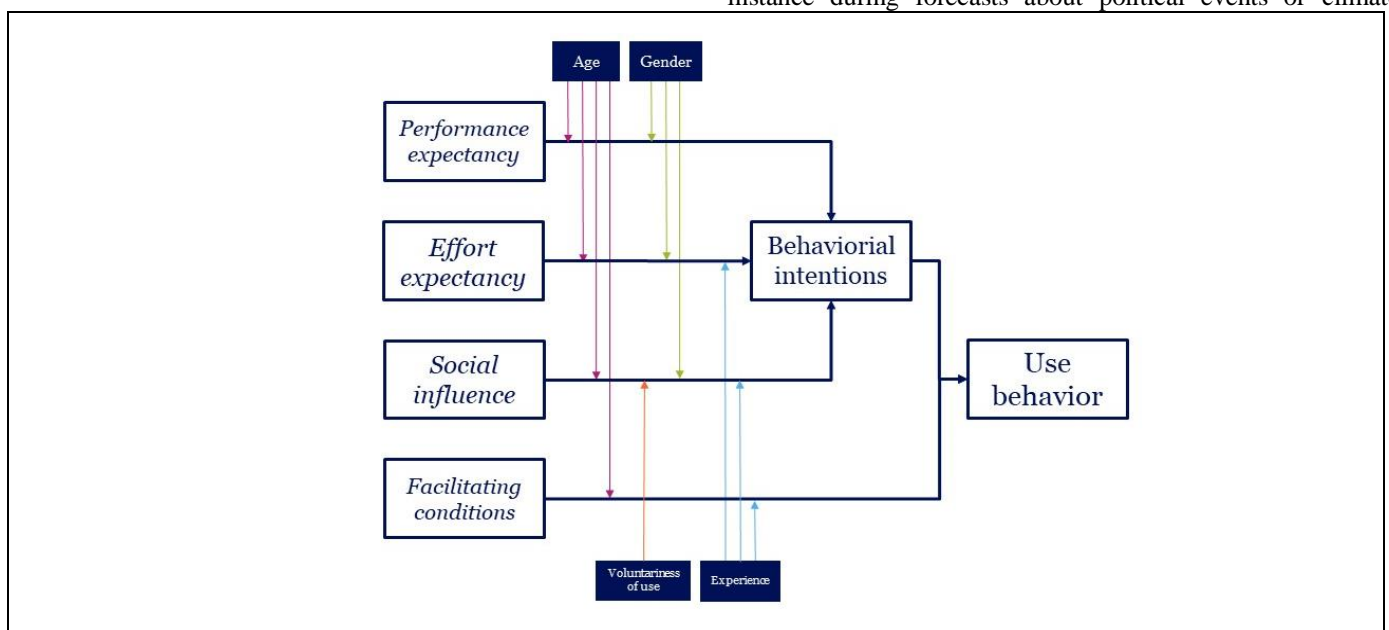 instance during forecasts about political events or
Age
Gender
Performance
expectancy
Effort
expectancy
Behaviorial
intentions
Social
influence
Use
behavior
Facilitating
conditions
Voluntariness
of use
Experience